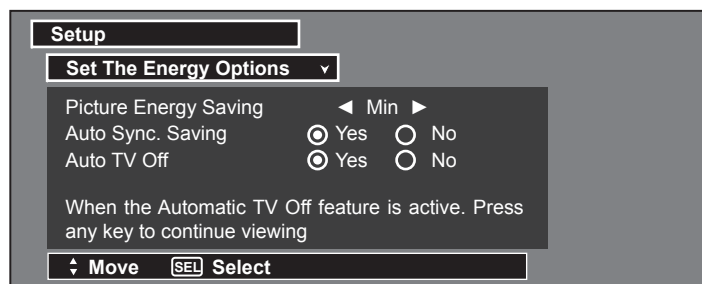 Setup
Set The Energy Options
Picture Energy Saving ◄ Min ►
Auto Sync. Saving Yes No
Auto TV Off Yes No
When the Automatic TV Off feature is active. Press
any key to continue viewing
Move SEL Select